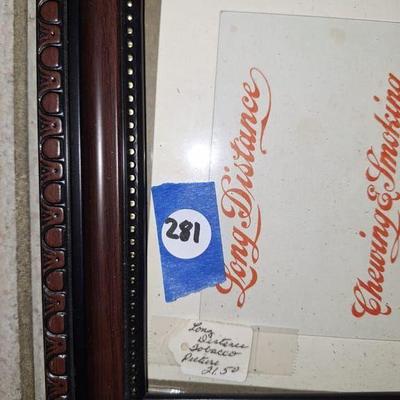 Long Distance
Chewing & Smoking
281
Long
Distance
Tobacco
Picture
21.50